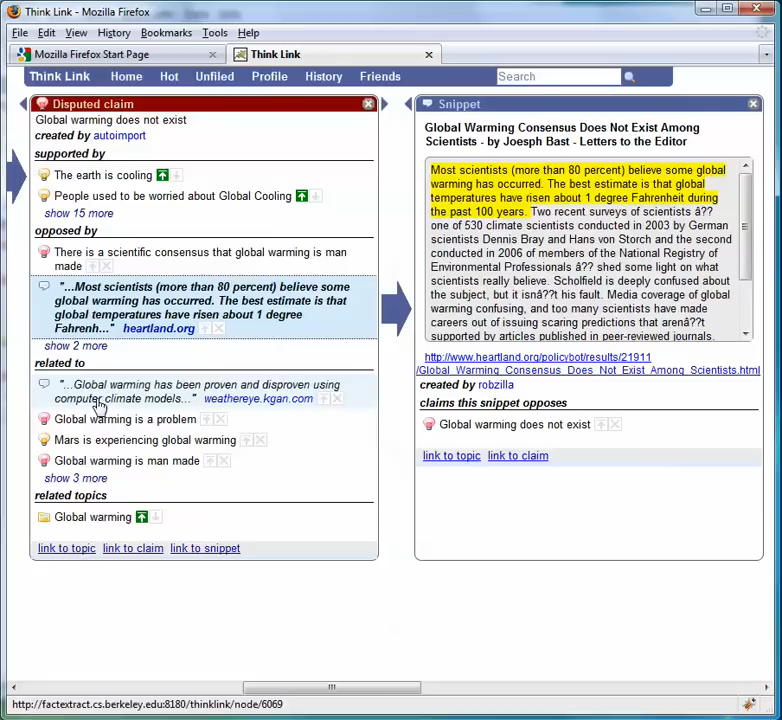 Think Link - Mozilla Firefox
File Edit View History Bookmarks Tools Help
Mozilla Firefox Start Page
Think Link
Think Link Home Hot Unfiled Profile History Friends Search
Disputed claim
Global warming does not exist
created by autoimport
supported by
The earth is cooling
People used to be worried about Global Cooling
show 15 more
opposed by
There is a scientific consensus that global warming is man
made
"...Most scientists (more than 80 percent) believe some
global warming has occurred. The best estimate is that
global temperatures have risen about 1 degree
Fahrenh..." heartland.org
show 2 more
related to
"...Global warming has been proven and disproven using
computer climate models..." weathereye.kgan.com
Global warming is a problem
Mars is experiencing global warming
Global warming is man made
show 3 more
related topics
Global warming
link to topic link to claim link to snippet
Snippet
Global Warming Consensus Does Not Exist Among
Scientists - by Joesph Bast - Letters to the Editor
Most scientists (more than 80 percent) believe some global
warming has occurred. The best estimate is that global
temperatures have risen about 1 degree Fahrenheit during
the past 100 years. Two recent surveys of scientists â??
one of 530 climate scientists conducted in 2003 by German
scientists Dennis Bray and Hans von Storch and the second
conducted in 2006 of members of the National Registry of
Environmental Professionals â?? shed some light on what
scientists really believe. Scholfield is deeply confused about
the subject, but it isnâ??t his fault. Media coverage of global
warming confusing, and too many scientists have made
careers out of issuing scaring predictions that arenâ??t
supported by articles published in peer-reviewed journals.
http://www.heartland.org/policybot/results/21911
/Global_Warming_Consensus_Does_Not_Exist_Among_Scientists.html
created by robzilla
claims this snippet opposes
Global warming does not exist
link to topic link to claim
http://factextract.cs.berkeley.edu:8180/thinklink/node/6069